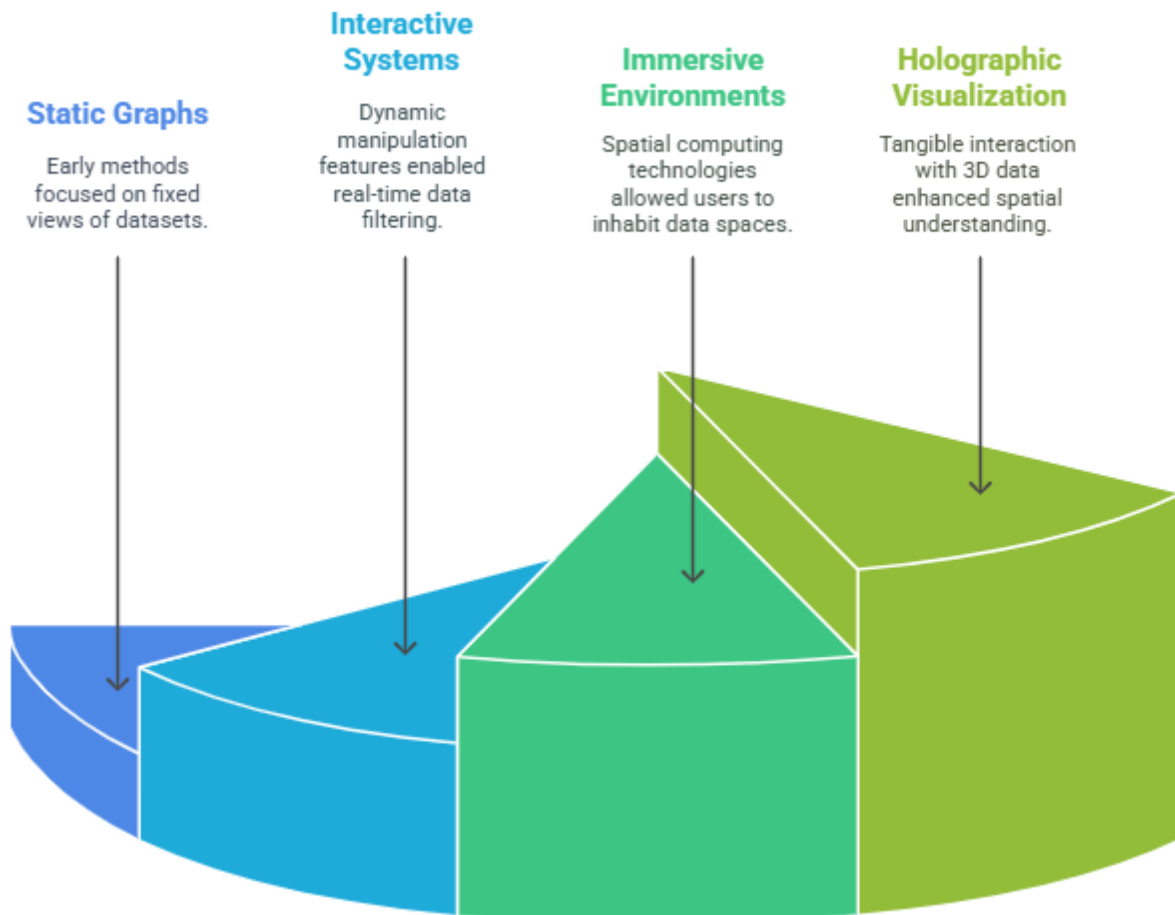 Static Graphs
Early methods
focused on fixed
views of datasets.
Interactive
Systems
Dynamic
manipulation
features enabled
real-time data
filtering.
Immersive
Environments
Spatial computing
technologies
allowed users to
inhabit data spaces.
Holographic
Visualization
Tangible interaction
with 3D data
enhanced spatial
understanding.